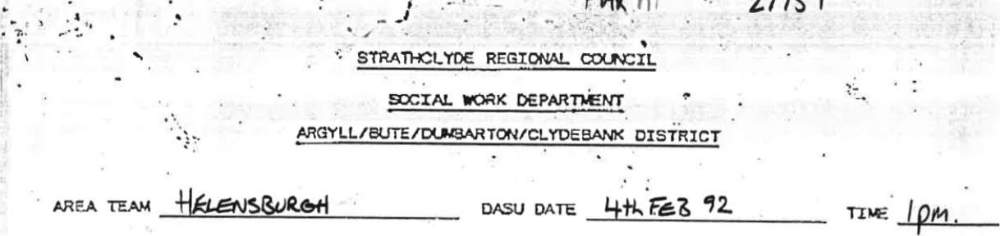 STRATHCLYDE REGIONAL COUNCIL
SOCIAL WORK DEPARTMENT
ARGYLL/BUTE/DUMBARTON/CLYDEBANK DISTRICT
AREA TEAM HELENSBURGH DASU DATE 4th FEB 92 TIME 1pm.